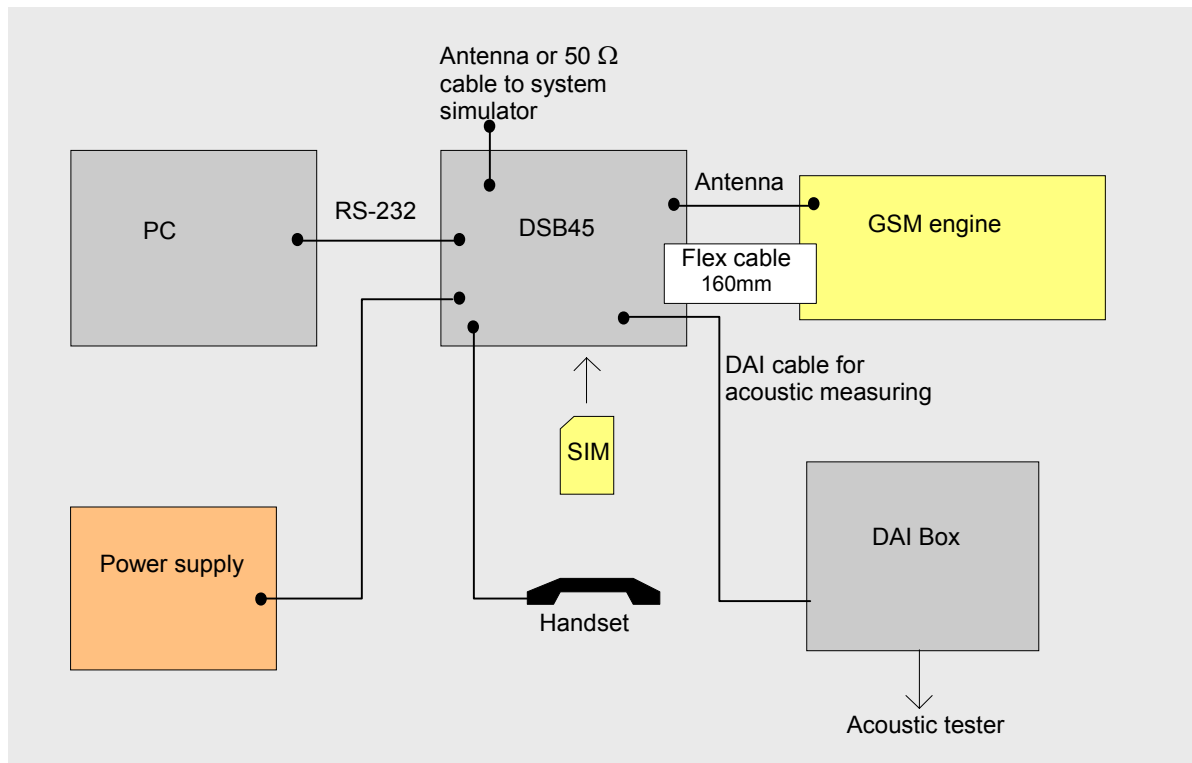 Antenna or 50 Ω
cable to system
simulator
PC
RS-232
DSB45
Antenna
GSM engine
Flex cable
160mm
DAI cable for
acoustic measuring
SIM
Power supply
Handset
DAI Box
Acoustic tester